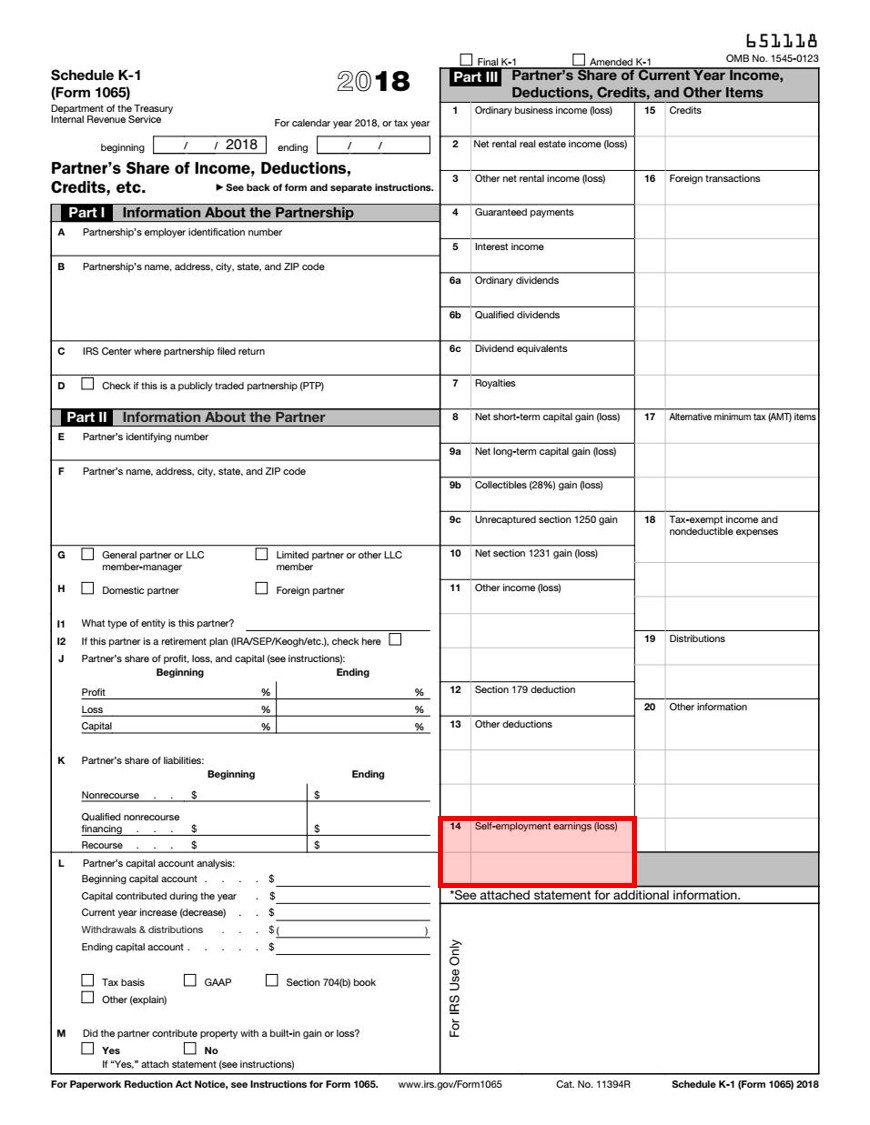 651118
Final K-1
Amended K-1
OMB No. 1545-0123
Schedule K-1
(Form 1065)
2018
Department of the Treasury
Internal Revenue Service
For calendar year 2018, or tax year
beginning / / 2018 ending / /
Partner's Share of Income, Deductions,
Credits, etc.
► See back of form and separate instructions.
Part I Information About the Partnership
A Partnership's employer identification number
B Partnership's name, address, city, state, and ZIP code
C IRS Center where partnership filed return
D Check if this is a publicly traded partnership (PTP)
Part II Information About the Partner
E Partner's identifying number
F Partner's name, address, city, state, and ZIP code
G General partner or LLC
member-manager
Limited partner or other LLC
member
H Domestic partner
Foreign partner
I1 What type of entity is this partner?
I2 If this partner is a retirement plan (IRA/SEP/Keogh/etc.), check here
J Partner's share of profit, loss, and capital (see instructions):
Beginning Ending
Profit % %
Loss % %
Capital % %
K Partner's share of liabilities:
Beginning Ending
Nonrecourse . . $ $
Qualified nonrecourse
financing . . . $ $
Recourse . . . $ $
L Partner's capital account analysis:
Beginning capital account . . . . $
Capital contributed during the year . $
Current year increase (decrease) . . $
Withdrawals & distributions . . . $ ( )
Ending capital account . . . . . $
Tax basis
GAAP
Section 704(b) book
Other (explain)
M Did the partner contribute property with a built-in gain or loss?
Yes
No
If "Yes," attach statement (see instructions)
Part III Partner's Share of Current Year Income,
Deductions, Credits, and Other Items
1 Ordinary business income (loss)
2 Net rental real estate income (loss)
3 Other net rental income (loss)
4 Guaranteed payments
5 Interest income
6a Ordinary dividends
6b Qualified dividends
6c Dividend equivalents
7 Royalties
8 Net short-term capital gain (loss)
9a Net long-term capital gain (loss)
9b Collectibles (28%) gain (loss)
9c Unrecaptured section 1250 gain
10 Net section 1231 gain (loss)
11 Other income (loss)
12 Section 179 deduction
13 Other deductions
14 Self-employment earnings (loss)
15 Credits
16 Foreign transactions
17 Alternative minimum tax (AMT) items
18 Tax-exempt income and
nondeductible expenses
19 Distributions
20 Other information
*See attached statement for additional information.
For IRS Use Only
For Paperwork Reduction Act Notice, see Instructions for Form 1065. www.irs.gov/Form1065 Cat. No. 11394R Schedule K-1 (Form 1065) 2018